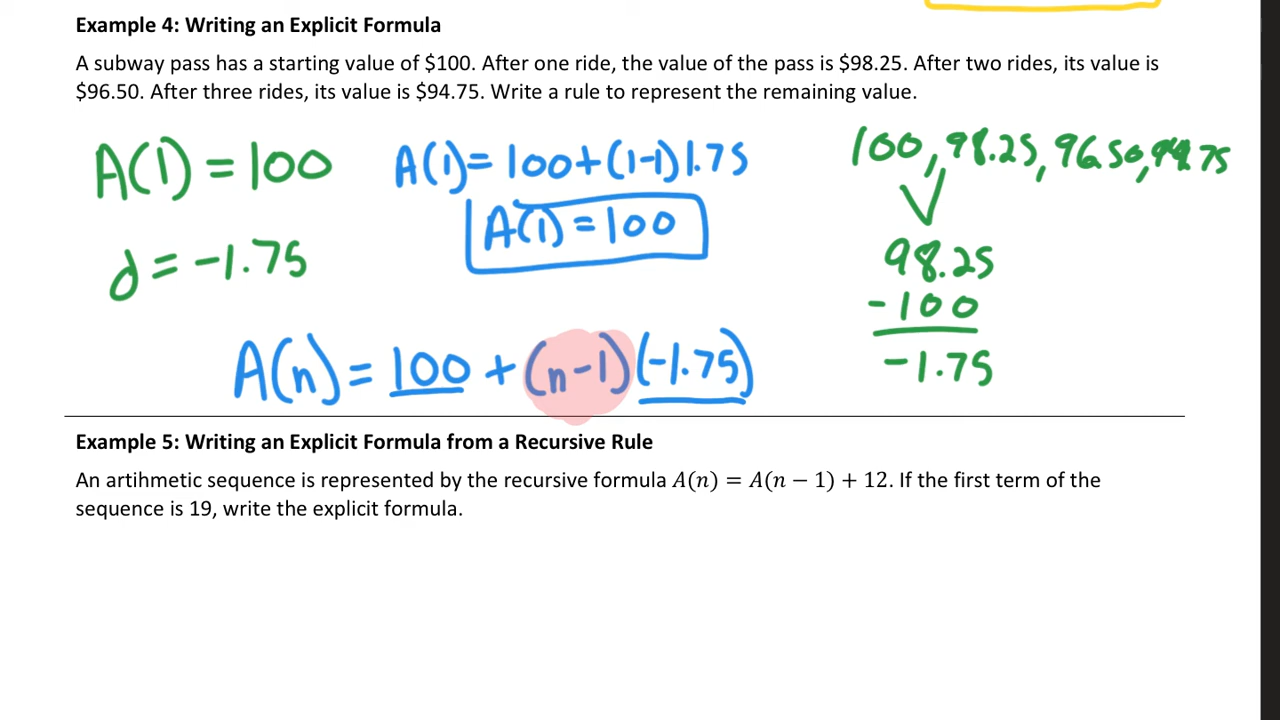 Example 4: Writing an Explicit Formula
A subway pass has a starting value of $100. After one ride, the value of the pass is $98.25. After two rides, its value is
$96.50. After three rides, its value is $94.75. Write a rule to represent the remaining value.
A(1) = 100
d = -1.75
A(1) = 100 + (1-1)1.75
A(1) = 100
100, 98.25, 96.50, 94.75
98.25
-100
-1.75
A(n) = 100 + (n-1)(-1.75)
Example 5: Writing an Explicit Formula from a Recursive Rule
An artihmetic sequence is represented by the recursive formula A(n) = A(n − 1) + 12. If the first term of the
sequence is 19, write the explicit formula.